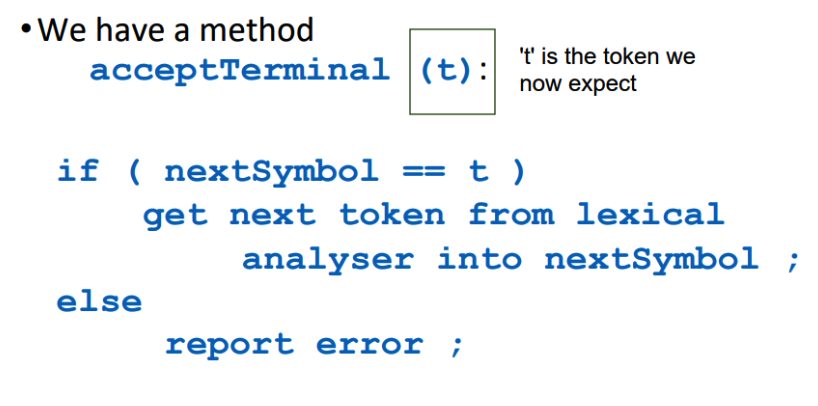 •We have a method
acceptTerminal (t):
't' is the token we
now expect
if ( nextSymbol == t )
get next token from lexical
analyser into nextSymbol ;
else
report error ;